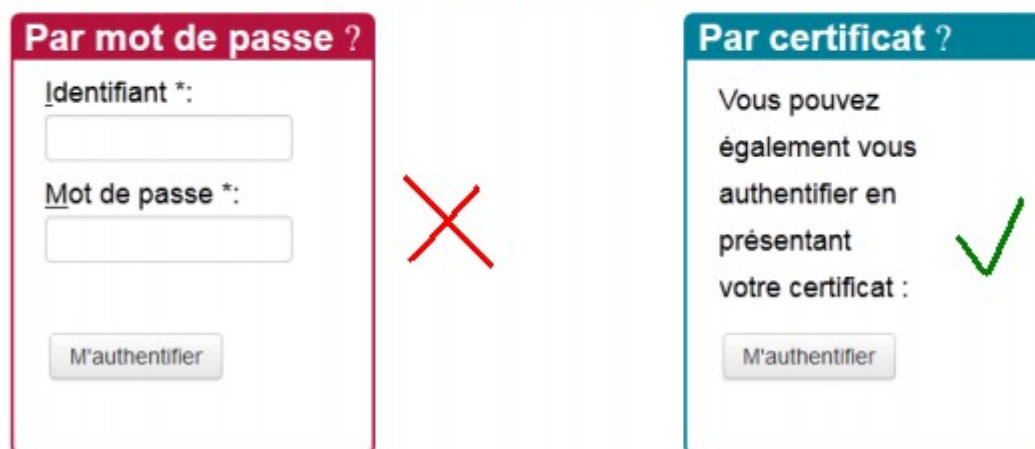 Par mot de passe ?
Identifiant *:
Mot de passe *:
M'authentifier
Par certificat ?
Vous pouvez
également vous
authentifier en
présentant
votre certificat :
M'authentifier